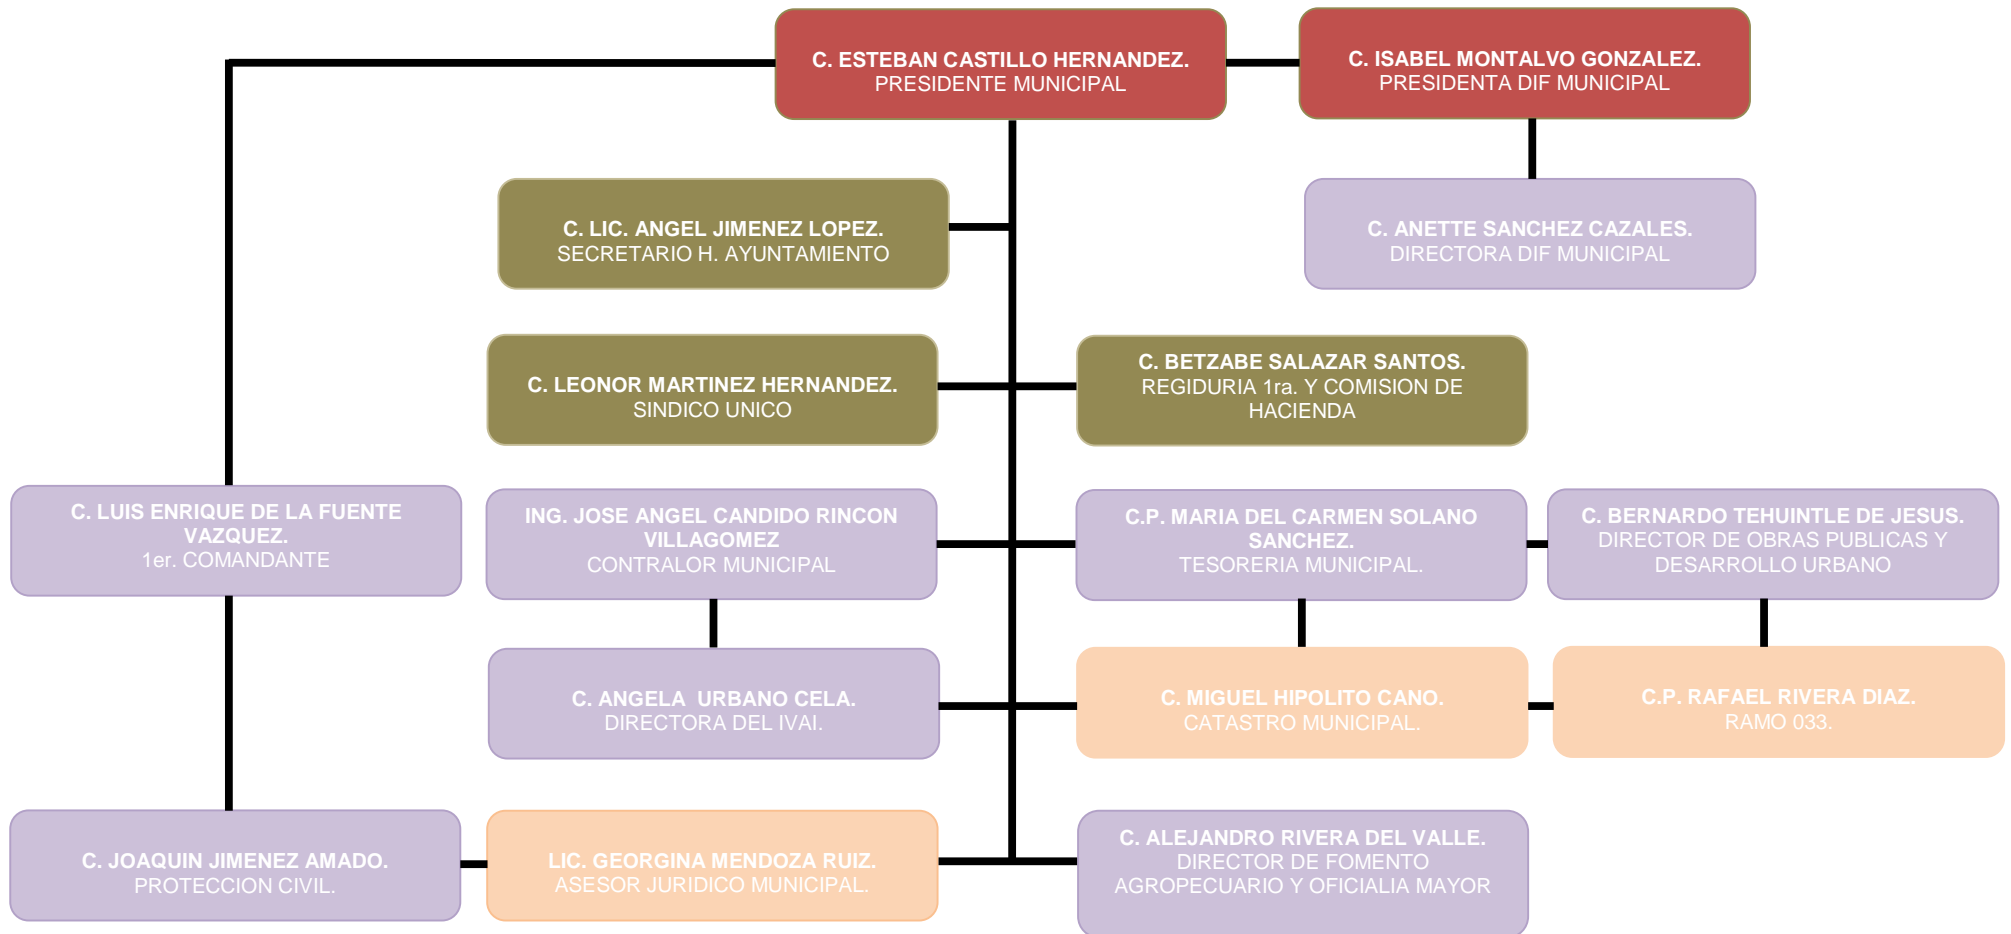 C. ESTEBAN CASTILLO HERNANDEZ.
PRESIDENTE MUNICIPAL
C. ISABEL MONTALVO GONZALEZ.
PRESIDENTA DIF MUNICIPAL
C. LIC. ANGEL JIMENEZ LOPEZ.
SECRETARIO H. AYUNTAMIENTO
C. ANETTE SANCHEZ CAZALES.
DIRECTORA DIF MUNICIPAL
C. LEONOR MARTINEZ HERNANDEZ.
SINDICO UNICO
C. BETZABE SALAZAR SANTOS.
REGIDURIA 1ra. Y COMISION DE
HACIENDA
C. LUIS ENRIQUE DE LA FUENTE
VAZQUEZ.
1er. COMANDANTE
ING. JOSE ANGEL CANDIDO RINCON
VILLAGOMEZ
CONTRALOR MUNICIPAL
C.P. MARIA DEL CARMEN SOLANO
SANCHEZ.
TESORERIA MUNICIPAL.
C. BERNARDO TEHUINTLE DE JESUS.
DIRECTOR DE OBRAS PUBLICAS Y
DESARROLLO URBANO
C. ANGELA URBANO CELA.
DIRECTORA DEL IVAI.
C. MIGUEL HIPOLITO CANO.
CATASTRO MUNICIPAL.
C.P. RAFAEL RIVERA DIAZ.
RAMO 033.
C. JOAQUIN JIMENEZ AMADO.
PROTECCION CIVIL.
LIC. GEORGINA MENDOZA RUIZ.
ASESOR JURIDICO MUNICIPAL.
C. ALEJANDRO RIVERA DEL VALLE.
DIRECTOR DE FOMENTO
AGROPECUARIO Y OFICIALIA MAYOR